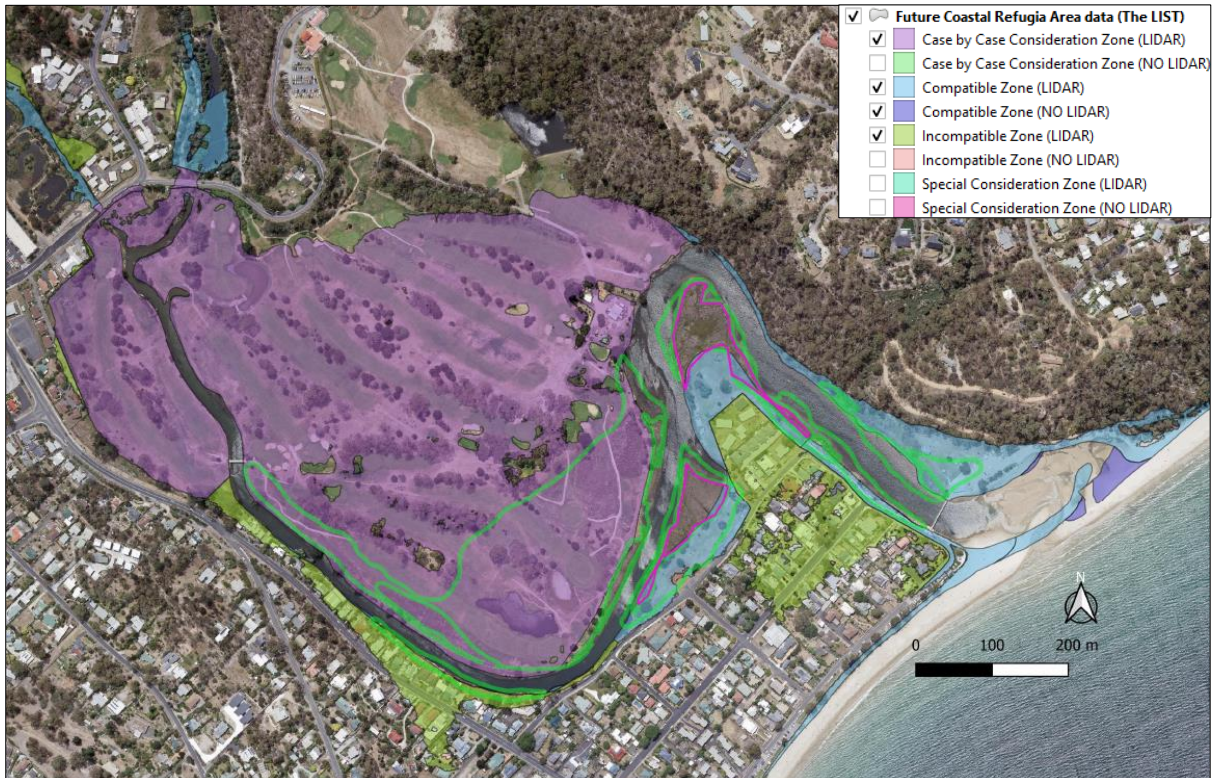 Future Coastal Refugia Area data (The LIST)
Case by Case Consideration Zone (LIDAR)
Case by Case Consideration Zone (NO LIDAR)
Compatible Zone (LIDAR)
Compatible Zone (NO LIDAR)
Incompatible Zone (LIDAR)
Incompatible Zone (NO LIDAR)
Special Consideration Zone (LIDAR)
Special Consideration Zone (NO LIDAR)
N
0 100 200 m